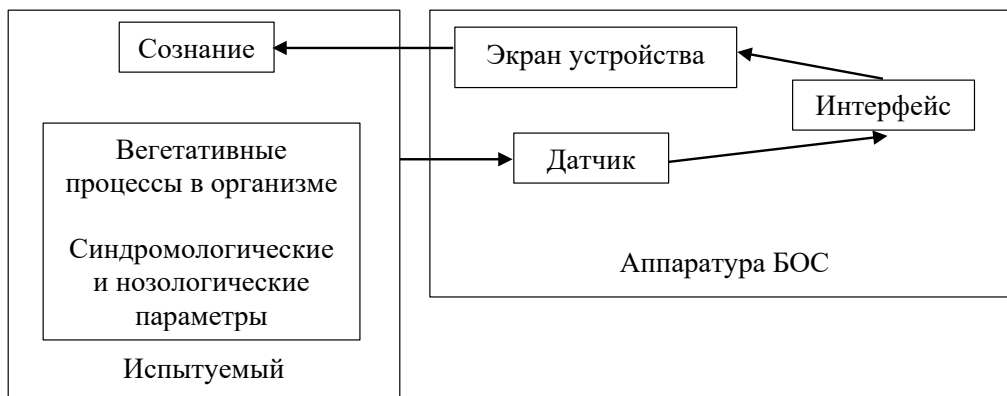 Сознание
Экран устройства
Интерфейс
Вегетативные
процессы в организме
Датчик
Синдромологические
и нозологические
параметры
Аппаратура БОС
Испытуемый